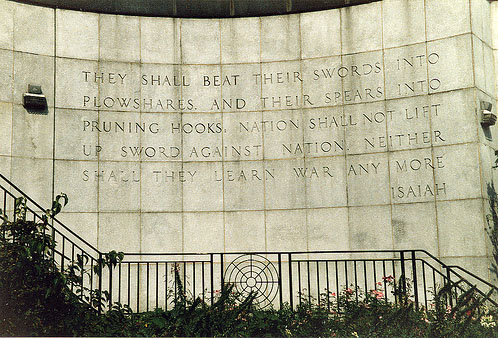 THEY SHALL BEAT THEIR SWORDS INTO
PLOWSHARES. AND THEIR SPEARS INTO
PRUNING HOOKS. NATION SHALL NOT LIFT
UP SWORD AGAINST NATION. NEITHER
SHALL THEY LEARN WAR ANY MORE
ISAIAH